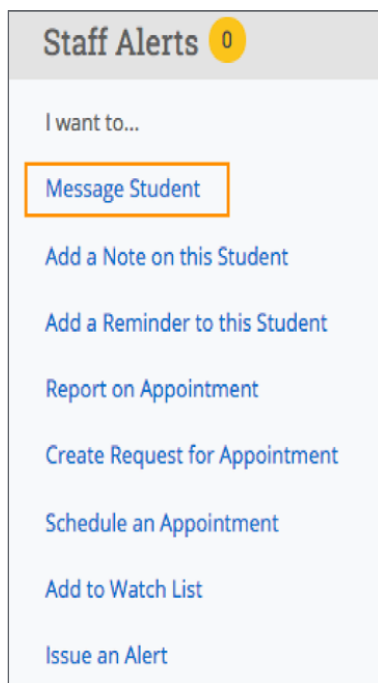 Staff Alerts 0
I want to...
Message Student
Add a Note on this Student
Add a Reminder to this Student
Report on Appointment
Create Request for Appointment
Schedule an Appointment
Add to Watch List
Issue an Alert